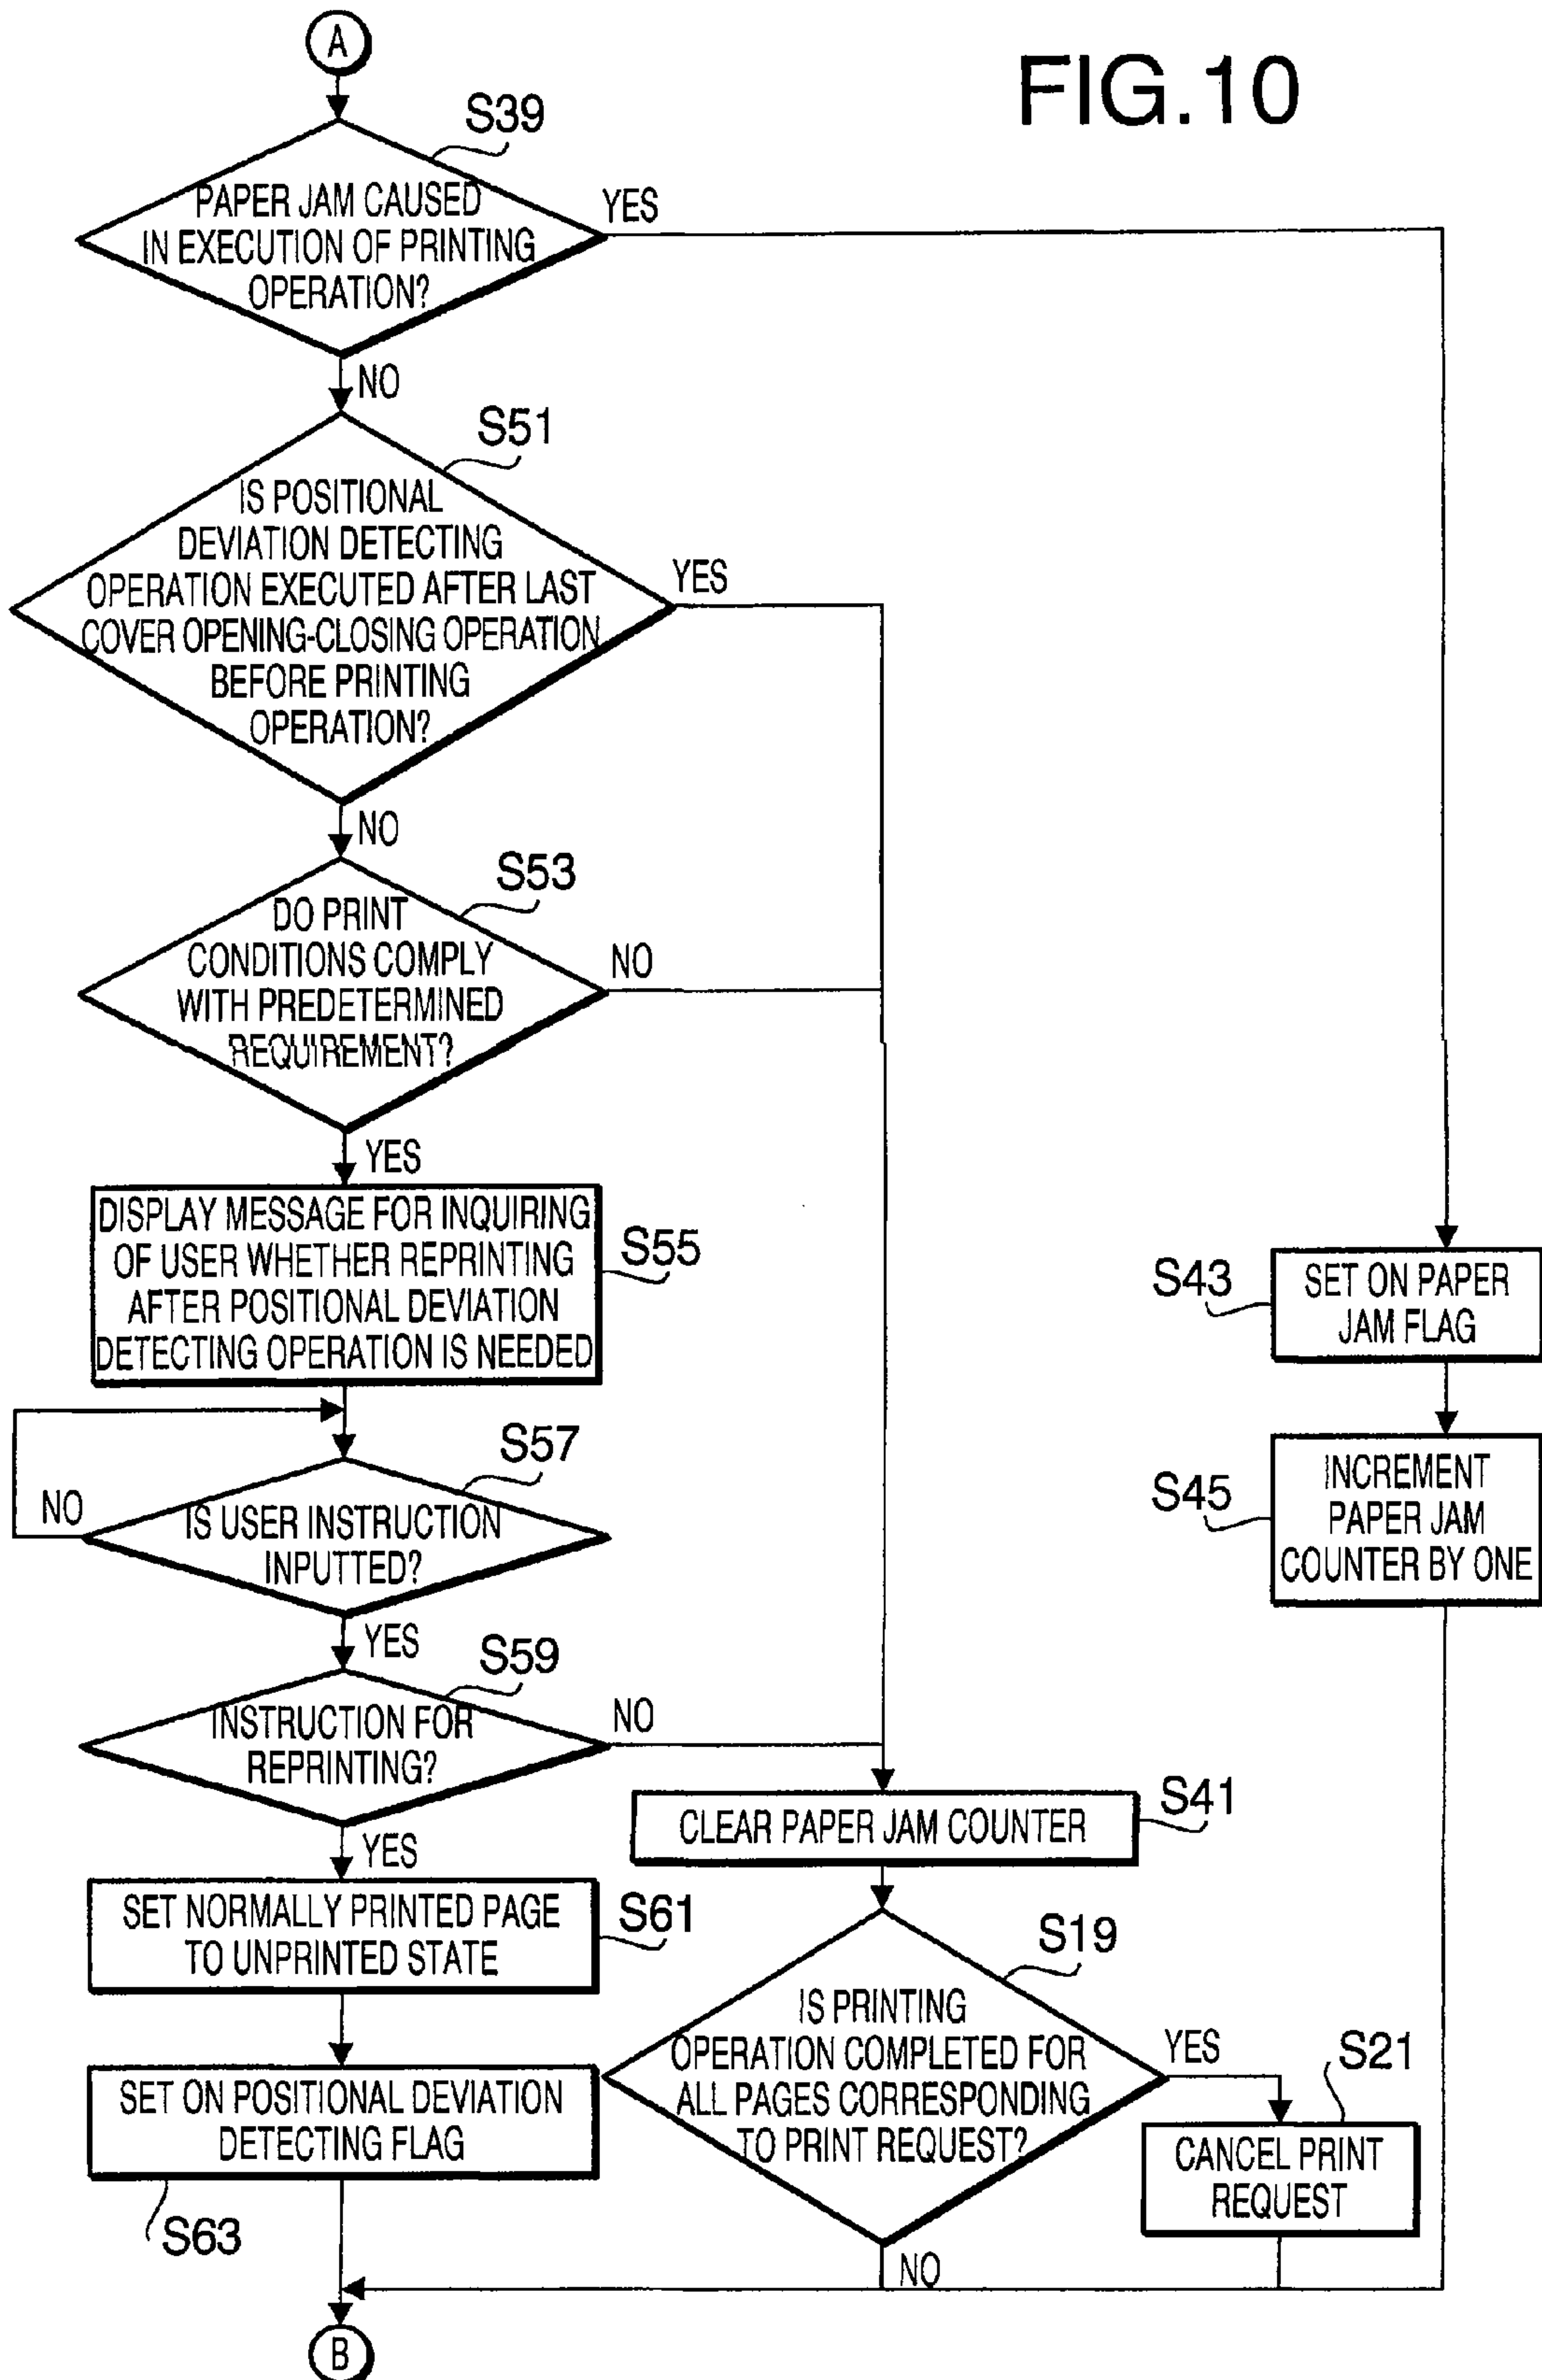 A
FIG.10
S39
PAPER JAM CAUSED
IN EXECUTION OF PRINTING
OPERATION?
YES
NO
S51
IS POSITIONAL
DEVIATION DETECTING
OPERATION EXECUTED AFTER LAST
COVER OPENING-CLOSING OPERATION
BEFORE PRINTING
OPERATION?
YES
NO
S53
DO PRINT
CONDITIONS COMPLY
WITH PREDETERMINED
REQUIREMENT?
NO
YES
DISPLAY MESSAGE FOR INQUIRING
OF USER WHETHER REPRINTING
AFTER POSITIONAL DEVIATION
DETECTING OPERATION IS NEEDED
S55
S43
SET ON PAPER
JAM FLAG
S57
IS USER INSTRUCTION
INPUTTED?
NO
YES
S45
INCREMENT
PAPER JAM
COUNTER BY ONE
S59
INSTRUCTION FOR
REPRINTING?
NO
YES
CLEAR PAPER JAM COUNTER
S41
SET NORMALLY PRINTED PAGE
TO UNPRINTED STATE
S61
S19
IS PRINTING
OPERATION COMPLETED FOR
ALL PAGES CORRESPONDING
TO PRINT REQUEST?
YES
NO
S21
CANCEL PRINT
REQUEST
SET ON POSITIONAL DEVIATION
DETECTING FLAG
S63
B